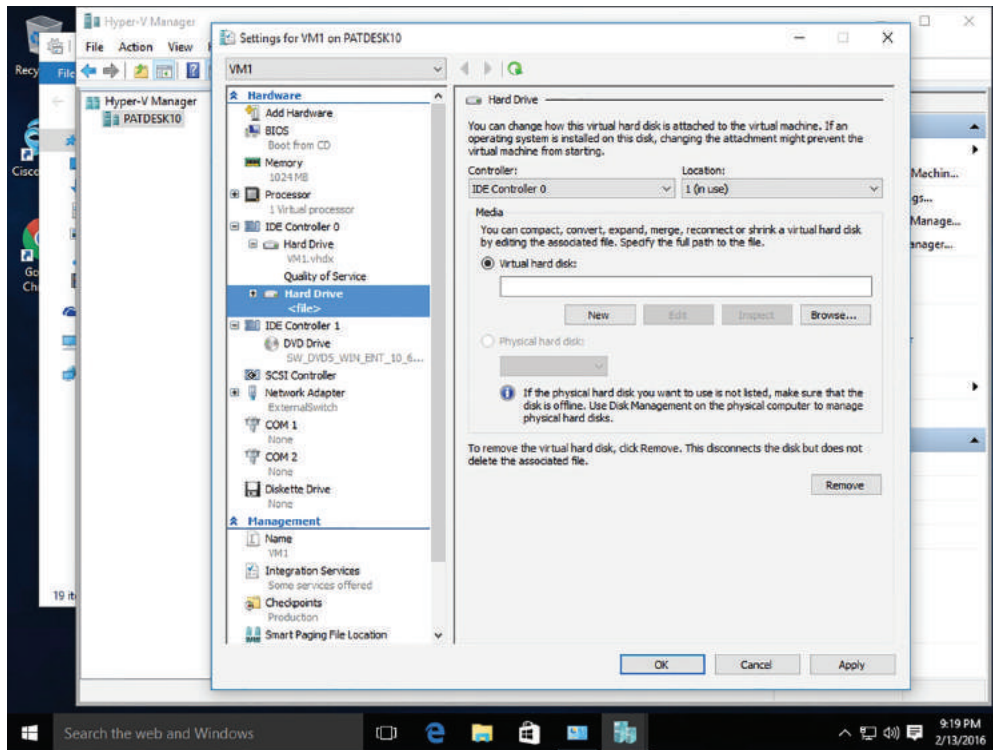 Hyper-V Manager
File Action View
Recy
File
Hyper-V Manager
PATDESK10
Cisco
Go
Ch
19 it
Machin...
gs...
Manage...
anager...
Settings for VM1 on PATDESK10
VM1
Hardware
Add Hardware
BIOS
Boot from CD
Memory
1024 MB
Processor
1 Virtual processor
IDE Controller 0
Hard Drive
VM1.vhdx
Quality of Service
Hard Drive
<file>
IDE Controller 1
DVD Drive
SW_DVD5_WIN_ENT_10_6...
SCSI Controller
Network Adapter
ExternalSwitch
COM 1
None
COM 2
None
Diskette Drive
None
Management
Name
VM1
Integration Services
Some services offered
Checkpoints
Production
Smart Paging File Location
Hard Drive
You can change how this virtual hard disk is attached to the virtual machine. If an
operating system is installed on this disk, changing the attachment might prevent the
virtual machine from starting.
Controller: Location:
IDE Controller 0 1 (in use)
Media
You can compact, convert, expand, merge, reconnect or shrink a virtual hard disk
by editing the associated file. Specify the full path to the file.
Virtual hard disk:
New Edit Inspect Browse...
Physical hard disk:
If the physical hard disk you want to use is not listed, make sure that the
disk is offline. Use Disk Management on the physical computer to manage
physical hard disks.
To remove the virtual hard disk, click Remove. This disconnects the disk but does not
delete the associated file.
Remove
OK Cancel Apply
Search the web and Windows
9:19 PM
2/13/2016